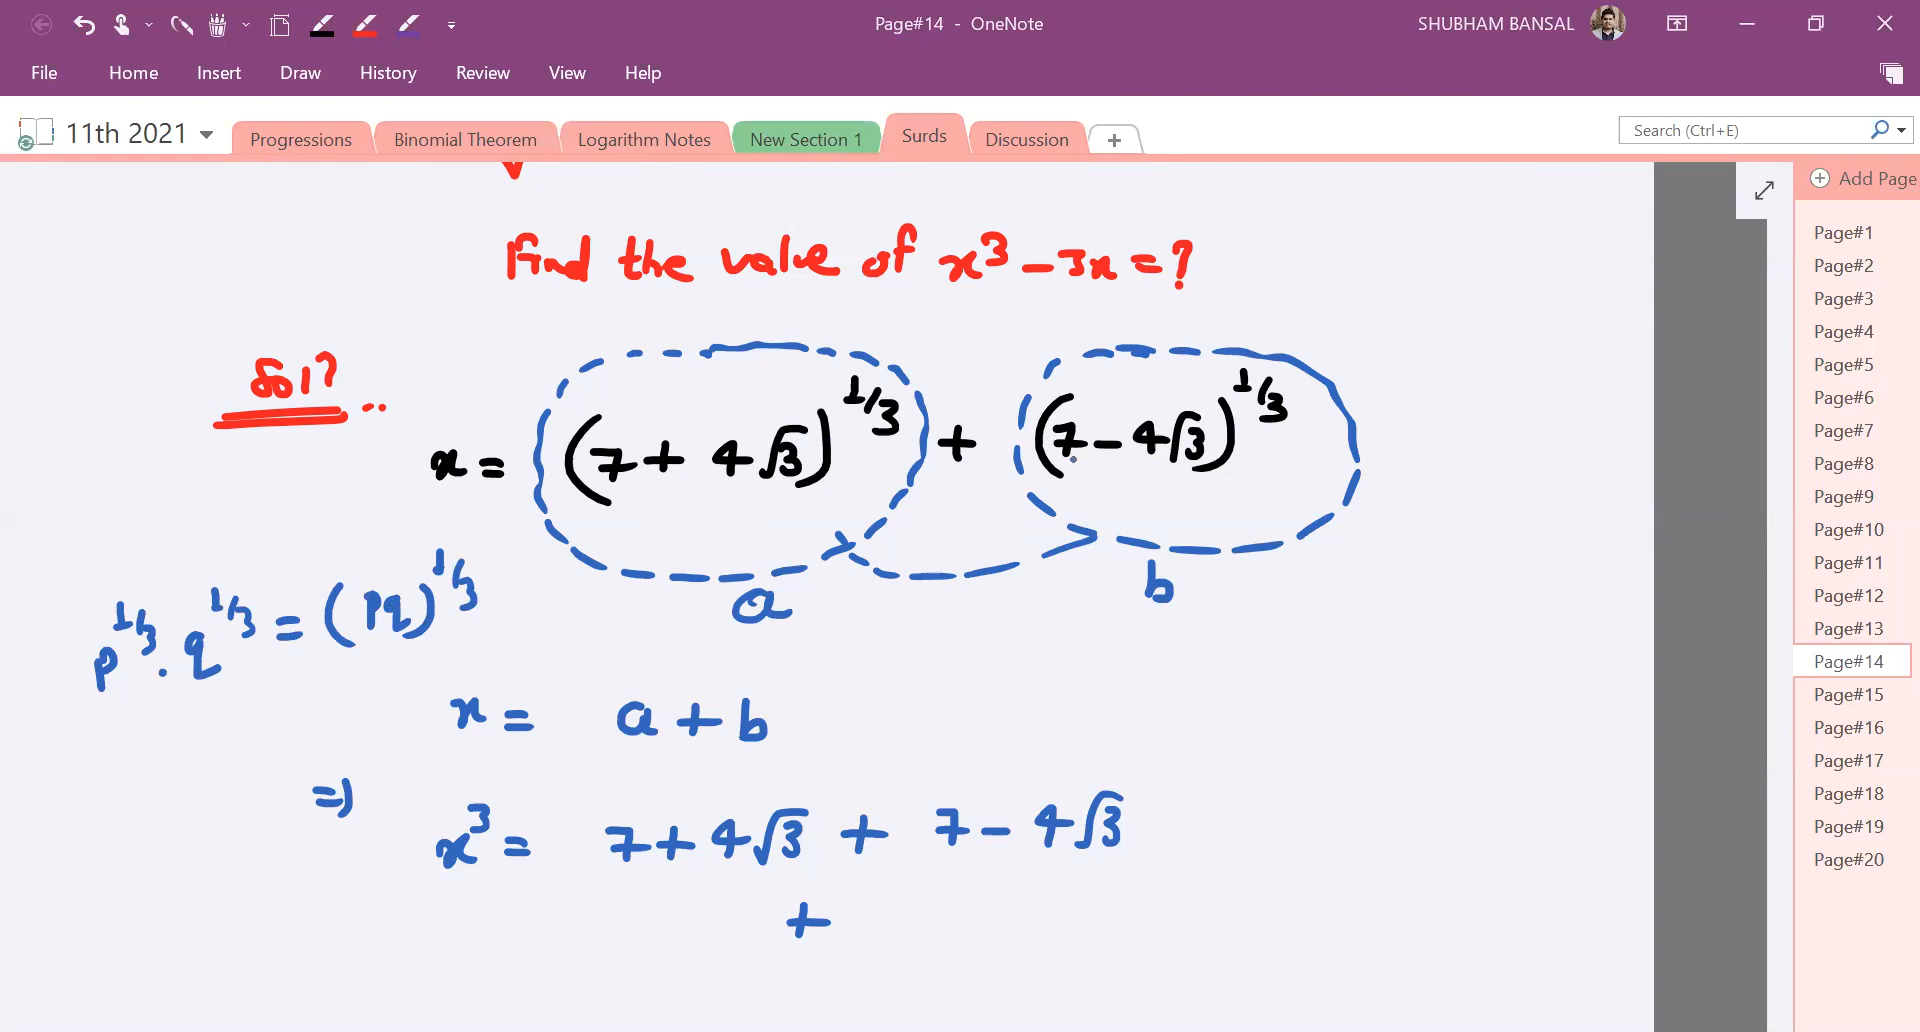 Page#14 - OneNote
SHUBHAM BANSAL
File Home Insert Draw History Review View Help
11th 2021
Progressions Binomial Theorem Logarithm Notes New Section 1 Surds Discussion +
Search (Ctrl+E)
Add Page
Page#1
Page#2
Page#3
Page#4
Page#5
Page#6
Page#7
Page#8
Page#9
Page#10
Page#11
Page#12
Page#13
Page#14
Page#15
Page#16
Page#17
Page#18
Page#19
Page#20
Find the value of x³ - 3x = ?
Sol?
x = (7 + 4√3)^1/3 + (7 - 4√3)^1/3
a b
p^1/3 . q^1/3 = (pq)^1/3
x = a + b
=> x³ = 7 + 4√3 + 7 - 4√3
+